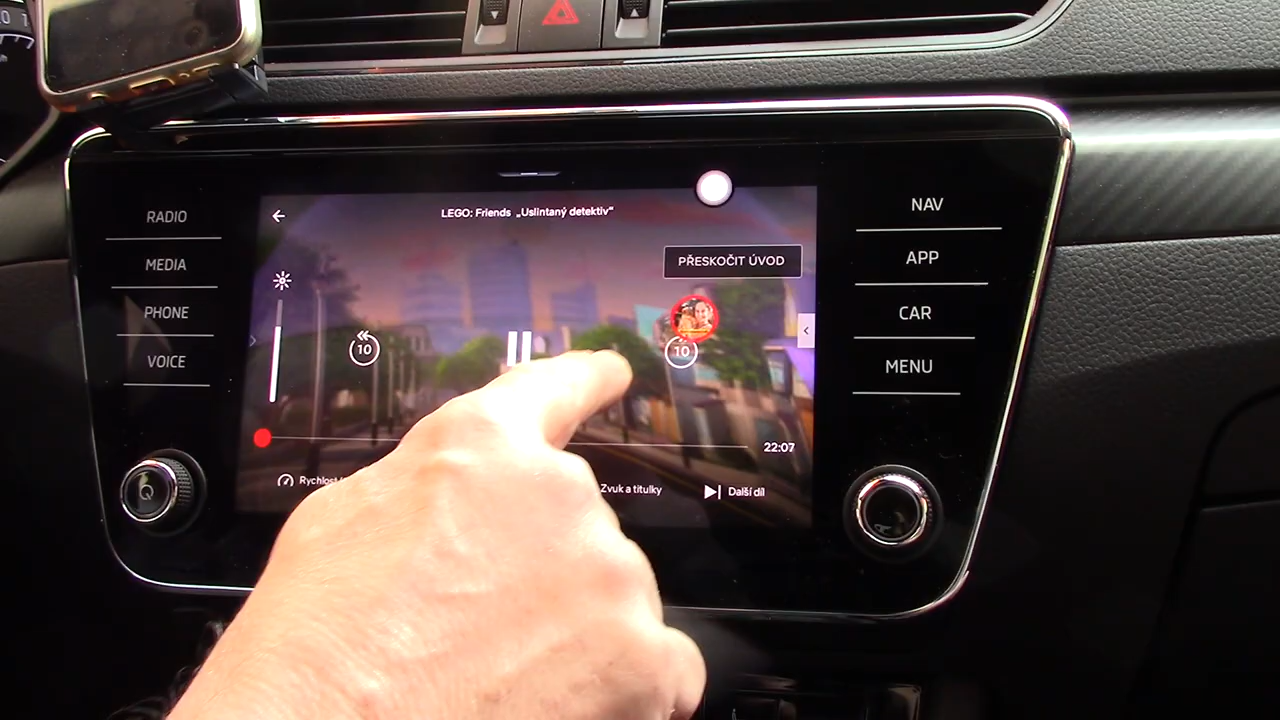 RADIO
MEDIA
PHONE
VOICE
LEGO: Friends „Uslintaný detektiv“
PŘESKOČIT ÚVOD
10
10
22:07
Rychlost
Zvuk a titulky
Další díl
NAV
APP
CAR
MENU